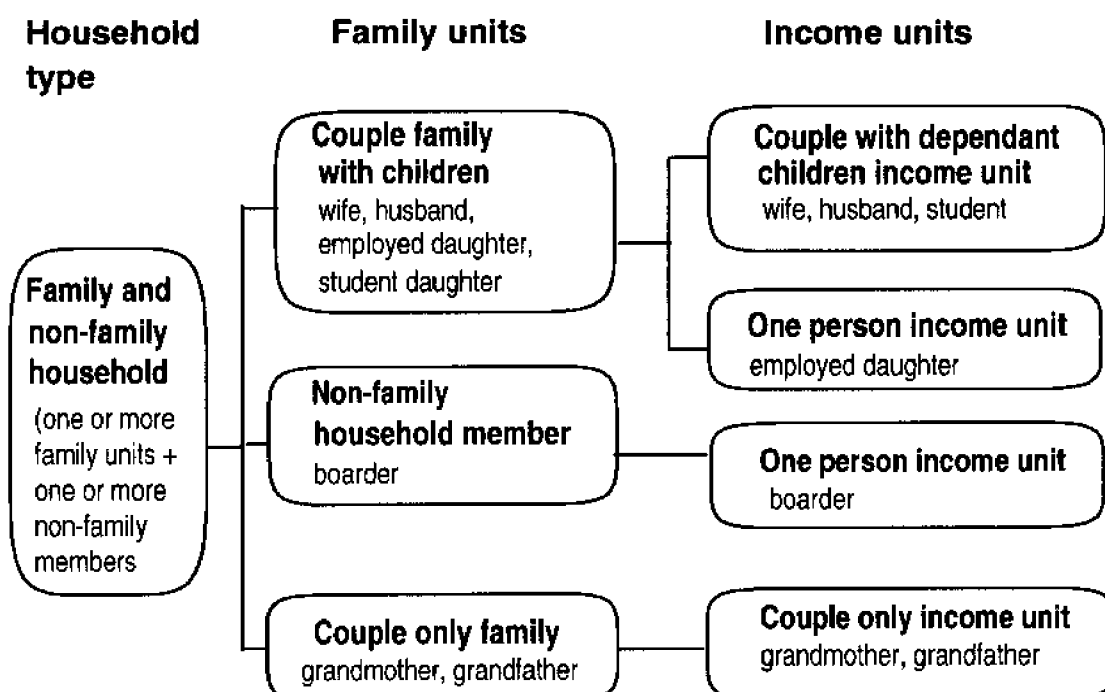 Household
type
Family units
Income units
Family and
non-family
household
(one or more
family units +
one or more
non-family
members
Couple family
with children
wife, husband,
employed daughter,
student daughter
Non-family
household member
boarder
Couple only family
grandmother, grandfather
Couple with dependant
children income unit
wife, husband, student
One person income unit
employed daughter
One person income unit
boarder
Couple only income unit
grandmother, grandfather